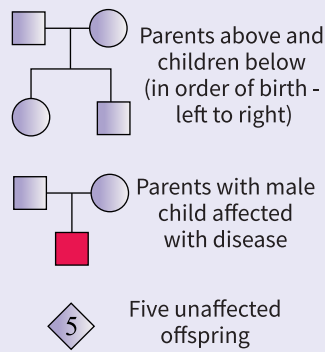 Parents above and
children below
(in order of birth -
left to right)
Parents with male
child affected
with disease
5
Five unaffected
offspring